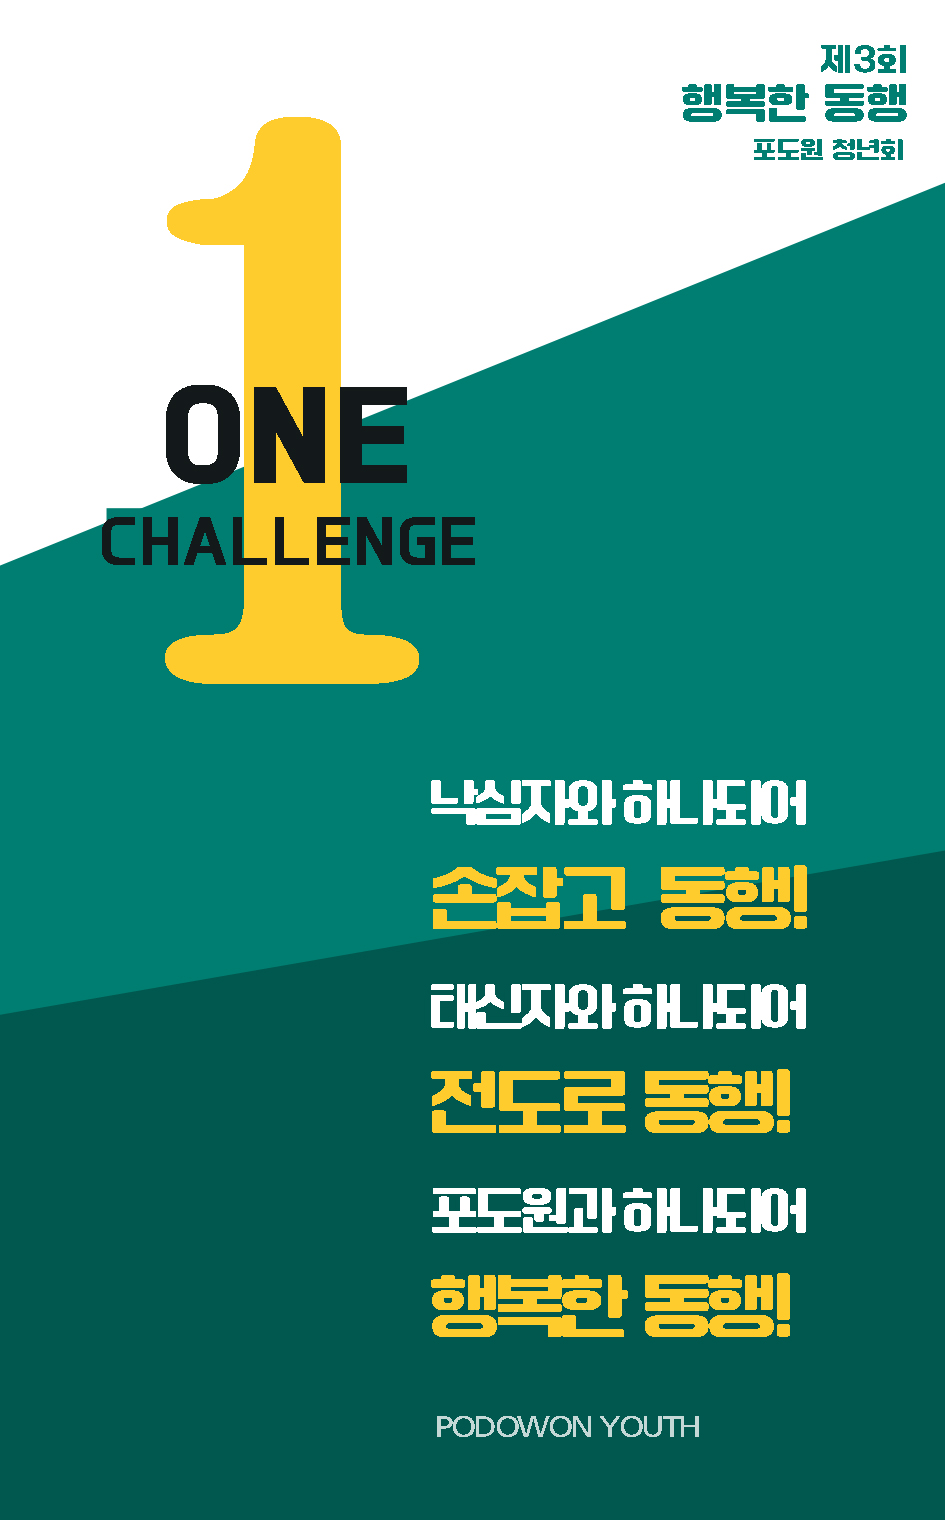 제3회
행복한 동행
포도원 청년회
1
ONE
CHALLENGE
낙심자와 하나되어
손잡고 동행!
태신자와 하나되어
전도로 동행!
포도원과 하나되어
행복한 동행!
PODOWON YOUTH